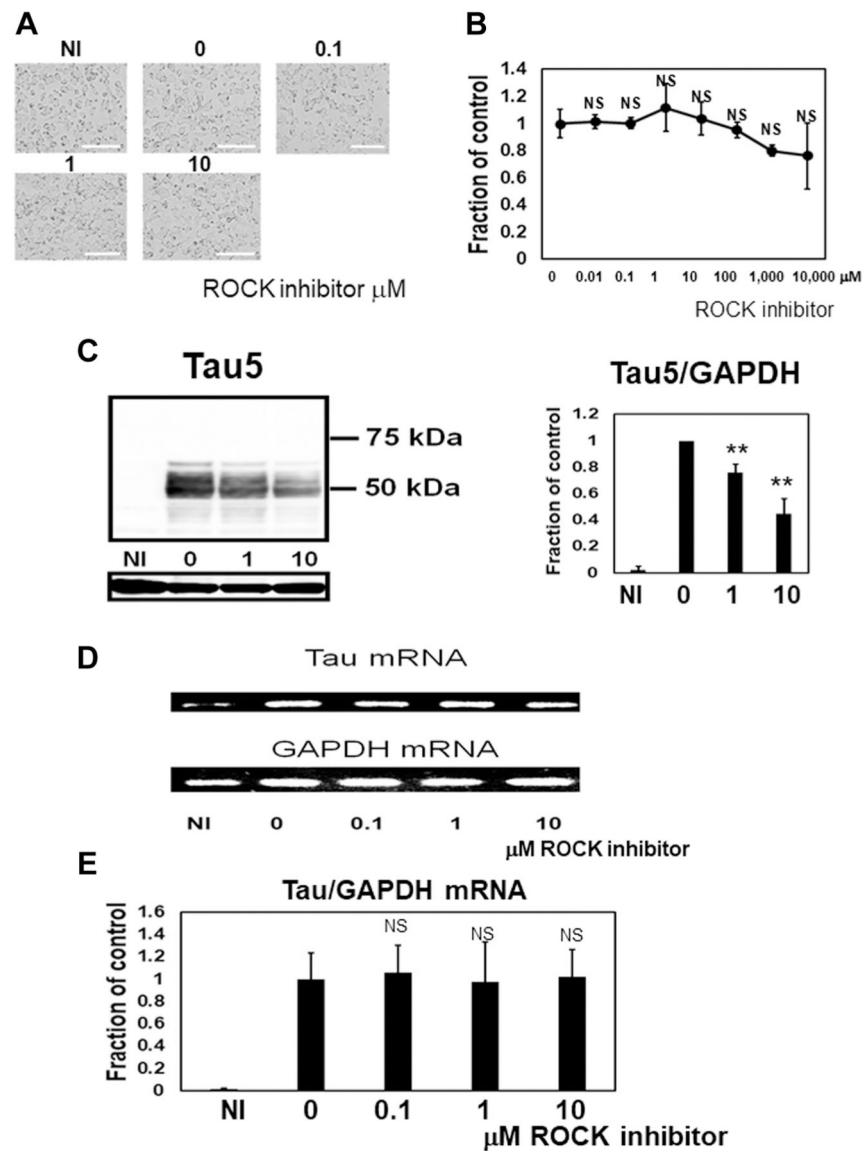 A
NI 0 0.1
1 10
ROCK inhibitor μM
B
Fraction of control
1.4
1.2
1
0.8
0.6
0.4
0.2
0
NS NS NS NS NS NS NS
0 0.01 0.1 1 10 100 1,000 10,000 μM
ROCK inhibitor
C
Tau5
75 kDa
50 kDa
NI 0 1 10
Tau5/GAPDH
Fraction of control
1.2
1
0.8
0.6
0.4
0.2
0
** **
NI 0 1 10
D
Tau mRNA
GAPDH mRNA
NI 0 0.1 1 10
μM ROCK inhibitor
E
Tau/GAPDH mRNA
Fraction of control
1.6
1.4
1.2
1
0.8
0.6
0.4
0.2
0
NS NS NS
NI 0 0.1 1 10
μM ROCK inhibitor